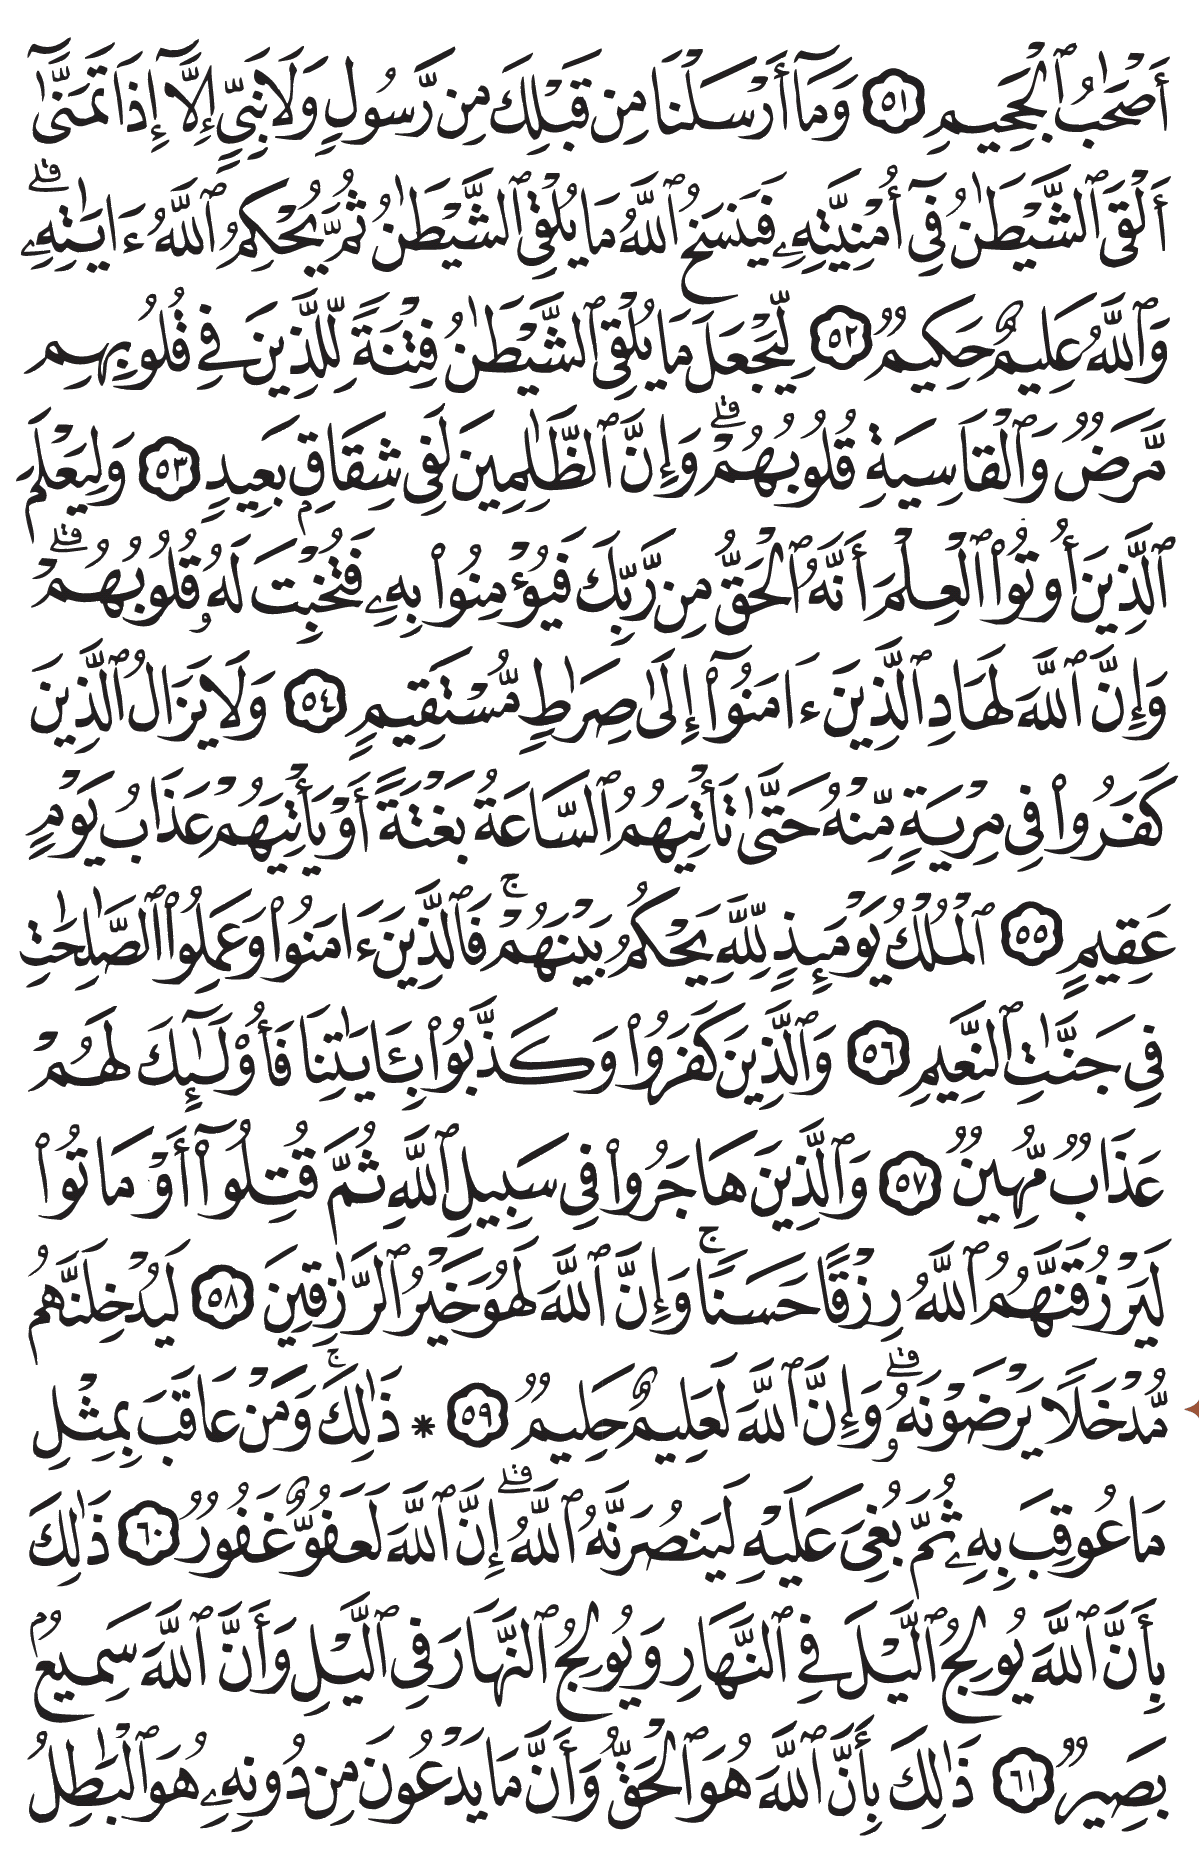 أَصْحَٰبُ ٱلْجَحِيمِ ٥١ وَمَآ أَرْسَلْنَا مِن قَبْلِكَ مِن رَّسُولٍ وَلَا نَبِيٍّ إِلَّآ إِذَا تَمَنَّىٰٓ
أَلْقَى ٱلشَّيْطَٰنُ فِىٓ أُمْنِيَّتِهِۦ فَيَنسَخُ ٱللَّهُ مَا يُلْقِى ٱلشَّيْطَٰنُ ثُمَّ يُحْكِمُ ٱللَّهُ ءَايَٰتِهِۦ ۗ
وَٱللَّهُ عَلِيمٌ حَكِيمٌ ٥٢ لِّيَجْعَلَ مَا يُلْقِى ٱلشَّيْطَٰنُ فِتْنَةً لِّلَّذِينَ فِى قُلُوبِهِم
مَّرَضٌ وَٱلْقَاسِيَةِ قُلُوبُهُمْ ۗ وَإِنَّ ٱلظَّٰلِمِينَ لَفِى شِقَاقٍۭ بَعِيدٍ ٥٣ وَلِيَعْلَمَ
ٱلَّذِينَ أُوتُوا۟ ٱلْعِلْمَ أَنَّهُ ٱلْحَقُّ مِن رَّبِّكَ فَيُؤْمِنُوا۟ بِهِۦ فَتُخْبِتَ لَهُۥ قُلُوبُهُمْ ۗ
وَإِنَّ ٱللَّهَ لَهَادِ ٱلَّذِينَ ءَامَنُوٓا۟ إِلَىٰ صِرَٰطٍ مُّسْتَقِيمٍ ٥٤ وَلَا يَزَالُ ٱلَّذِينَ
كَفَرُوا۟ فِى مِرْيَةٍ مِّنْهُ حَتَّىٰ تَأْتِيَهُمُ ٱلسَّاعَةُ بَغْتَةً أَوْ يَأْتِيَهُمْ عَذَابُ يَوْمٍ
عَقِيمٍ ٥٥ ٱلْمُلْكُ يَوْمَئِذٍ لِّلَّهِ يَحْكُمُ بَيْنَهُمْ ۚ فَٱلَّذِينَ ءَامَنُوا۟ وَعَمِلُوا۟ ٱلصَّٰلِحَٰتِ
فِى جَنَّٰتِ ٱلنَّعِيمِ ٥٦ وَٱلَّذِينَ كَفَرُوا۟ وَكَذَّبُوا۟ بِـَٔايَٰتِنَا فَأُو۟لَٰٓئِكَ لَهُمْ
عَذَابٌ مُّهِينٌ ٥٧ وَٱلَّذِينَ هَاجَرُوا۟ فِى سَبِيلِ ٱللَّهِ ثُمَّ قُتِلُوٓا۟ أَوْ مَاتُوا۟
لَيَرْزُقَنَّهُمُ ٱللَّهُ رِزْقًا حَسَنًا ۚ وَإِنَّ ٱللَّهَ لَهُوَ خَيْرُ ٱلرَّٰزِقِينَ ٥٨ لَيُدْخِلَنَّهُم
مُّدْخَلًا يَرْضَوْنَهُۥ ۗ وَإِنَّ ٱللَّهَ لَعَلِيمٌ حَلِيمٌ ٥٩ * ذَٰلِكَ ۚ وَمَنْ عَاقَبَ بِمِثْلِ
مَا عُوقِبَ بِهِۦ ثُمَّ بُغِىَ عَلَيْهِ لَيَنصُرَنَّهُ ٱللَّهُ ۗ إِنَّ ٱللَّهَ لَعَفُوٌّ غَفُورٌ ٦٠ ذَٰلِكَ
بِأَنَّ ٱللَّهَ يُولِجُ ٱلَّيْلَ فِى ٱلنَّهَارِ وَيُولِجُ ٱلنَّهَارَ فِى ٱلَّيْلِ وَأَنَّ ٱللَّهَ سَمِيعٌۢ
بَصِيرٌ ٦١ ذَٰلِكَ بِأَنَّ ٱللَّهَ هُوَ ٱلْحَقُّ وَأَنَّ مَا يَدْعُونَ مِن دُونِهِۦ هُوَ ٱلْبَٰطِلُ